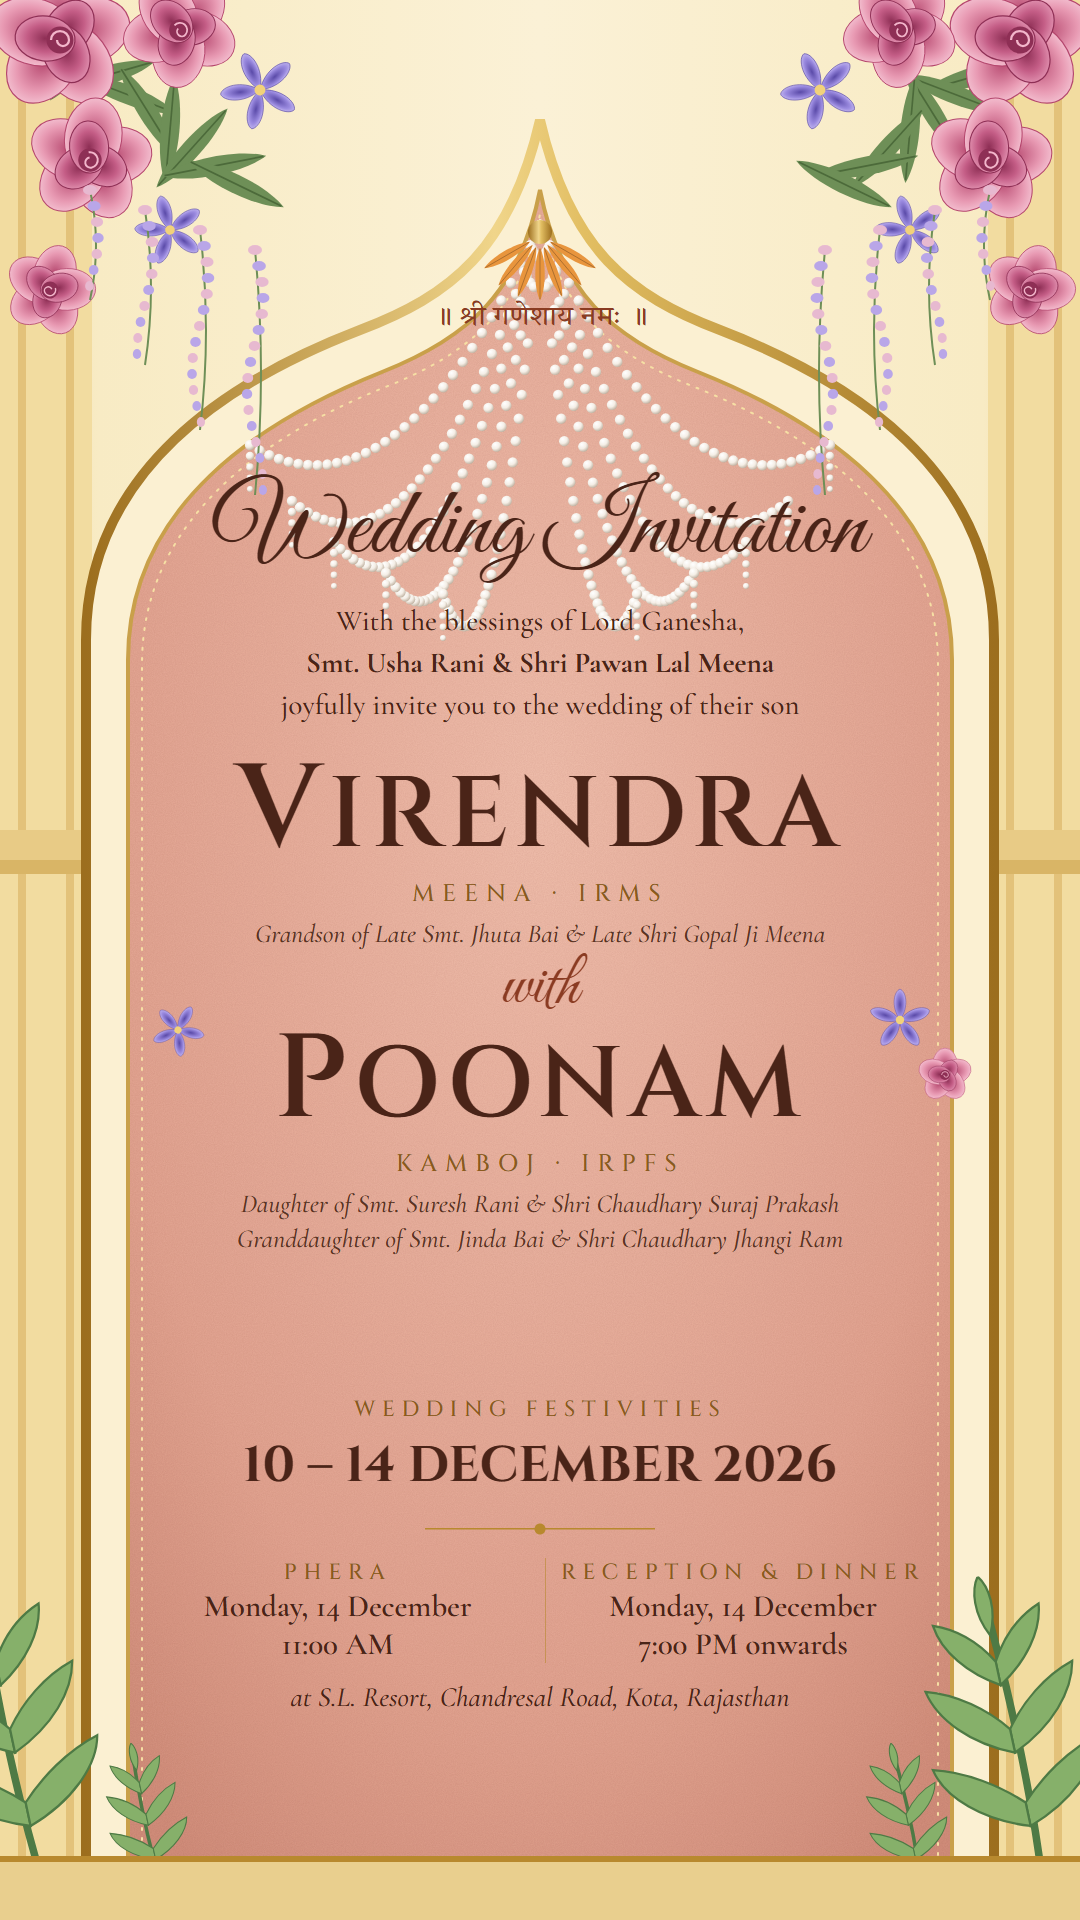 ॥ श्री गणेशाय नमः ॥
Wedding Invitation
With the blessings of Lord Ganesha,
Smt. Usha Rani & Shri Pawan Lal Meena
joyfully invite you to the wedding of their son
VIRENDRA
MEENA · IRMS
Grandson of Late Smt. Jhuta Bai & Late Shri Gopal Ji Meena
with
POONAM
KAMBOJ · IRPFS
Daughter of Smt. Suresh Rani & Shri Chaudhary Suraj Prakash
Granddaughter of Smt. Jinda Bai & Shri Chaudhary Jhangi Ram
WEDDING FESTIVITIES
10 – 14 DECEMBER 2026
PHERA
Monday, 14 December
11:00 AM
RECEPTION & DINNER
Monday, 14 December
7:00 PM onwards
at S.L. Resort, Chandresal Road, Kota, Rajasthan